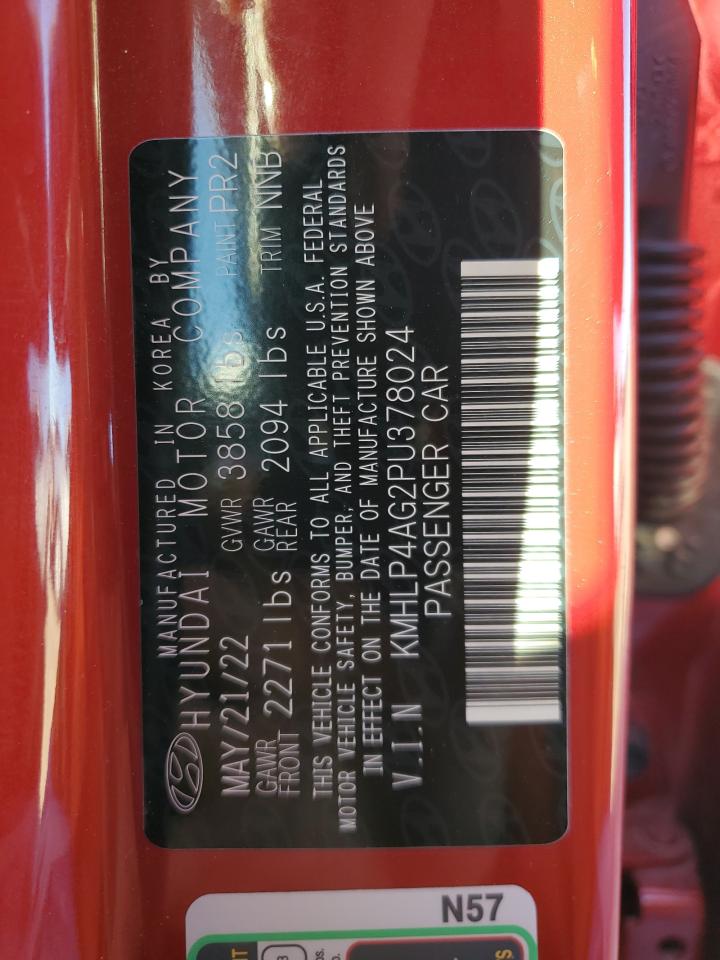 MANUFACTURED IN KOREA BY
HYUNDAI MOTOR COMPANY
MAY/21/22 GVWR 3858 lbs PAINT PR2
GAWR FRONT 2271 lbs GAWR REAR 2094 lbs TRIM NNB
THIS VEHICLE CONFORMS TO ALL APPLICABLE U.S.A. FEDERAL
MOTOR VEHICLE SAFETY, BUMPER, AND THEFT PREVENTION STANDARDS
IN EFFECT ON THE DATE OF MANUFACTURE SHOWN ABOVE
V.I.N KMHLP4AG2PU378024
PASSENGER CAR
N57